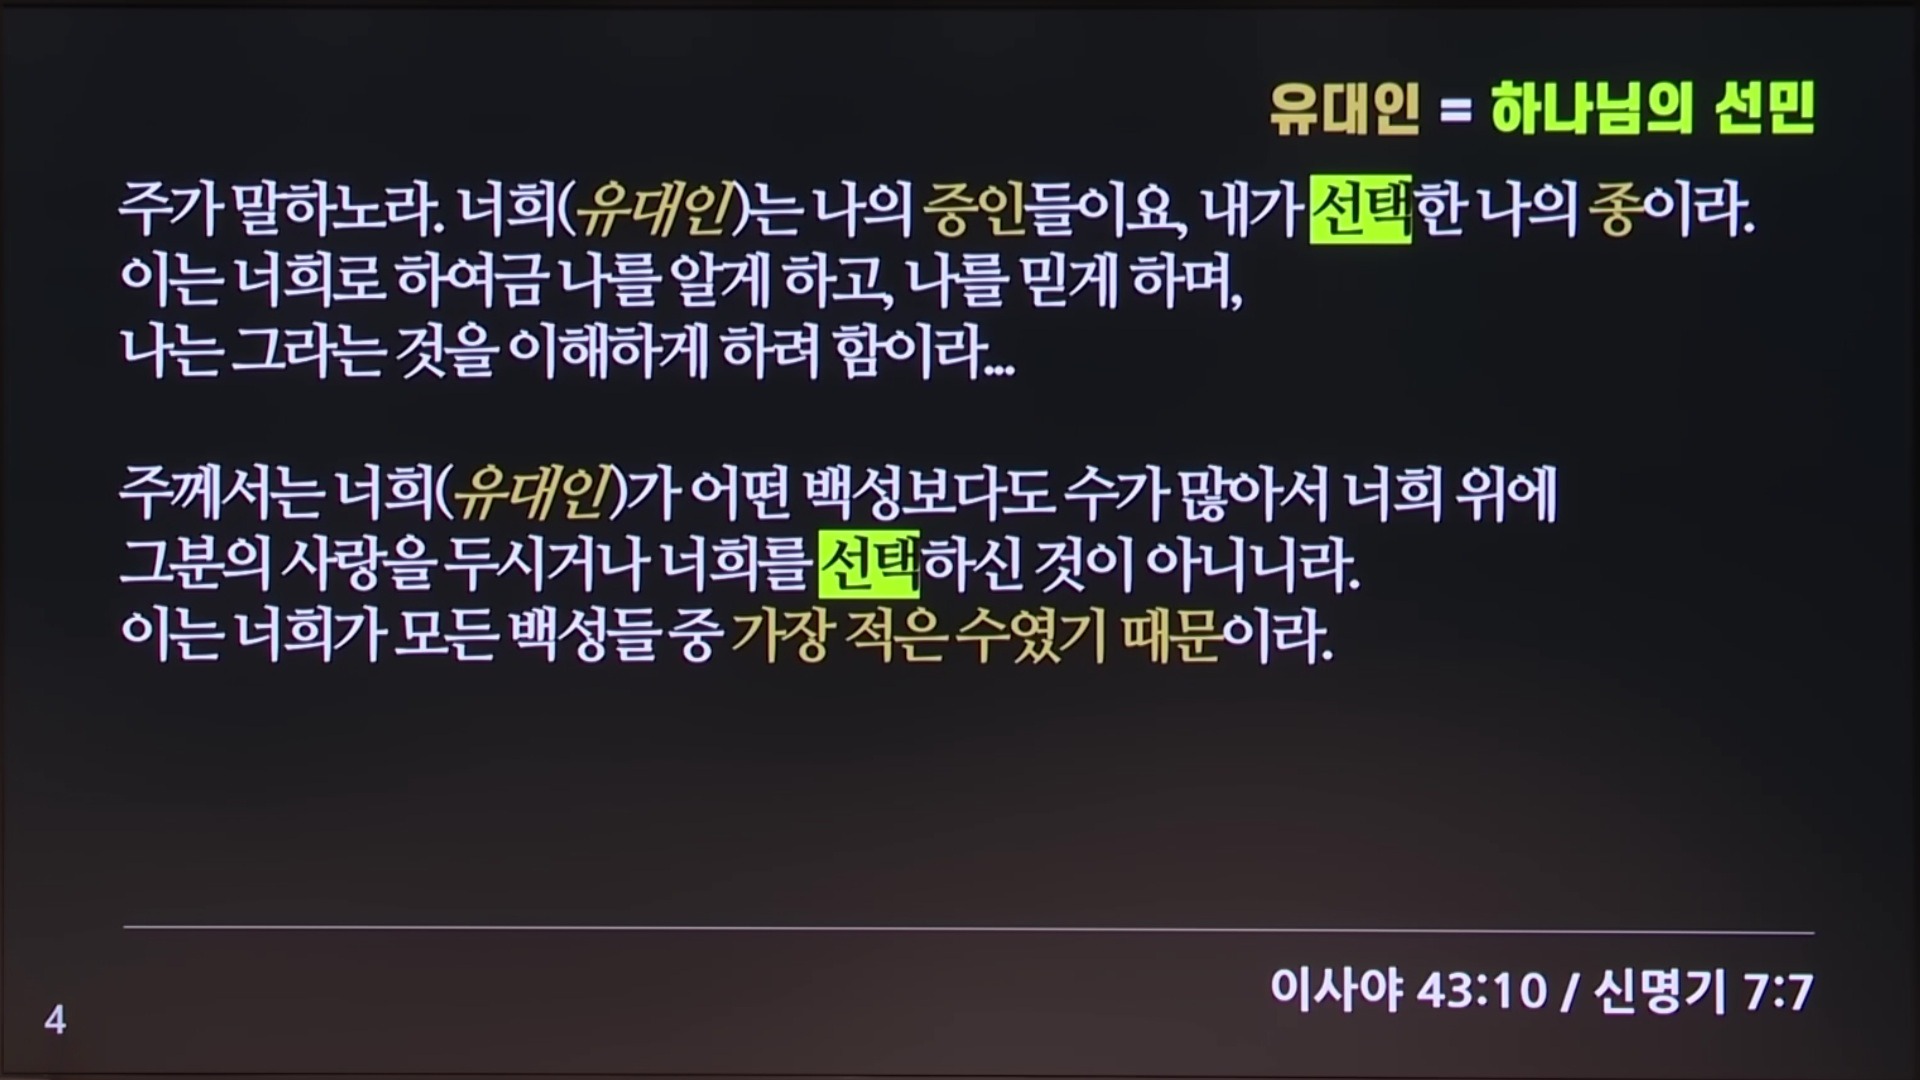 유대인 = 하나님의 선민
주가 말하노라. 너희(유대인)는 나의 증인들이요, 내가 선택한 나의 종이라.
이는 너희로 하여금 나를 알게 하고, 나를 믿게 하며,
나는 그라는 것을 이해하게 하려 함이라...
주께서는 너희(유대인)가 어떤 백성보다도 수가 많아서 너희 위에
그분의 사랑을 두시거나 너희를 선택하신 것이 아니니라.
이는 너희가 모든 백성들 중 가장 적은 수였기 때문이라.
이사야 43:10 / 신명기 7:7
4